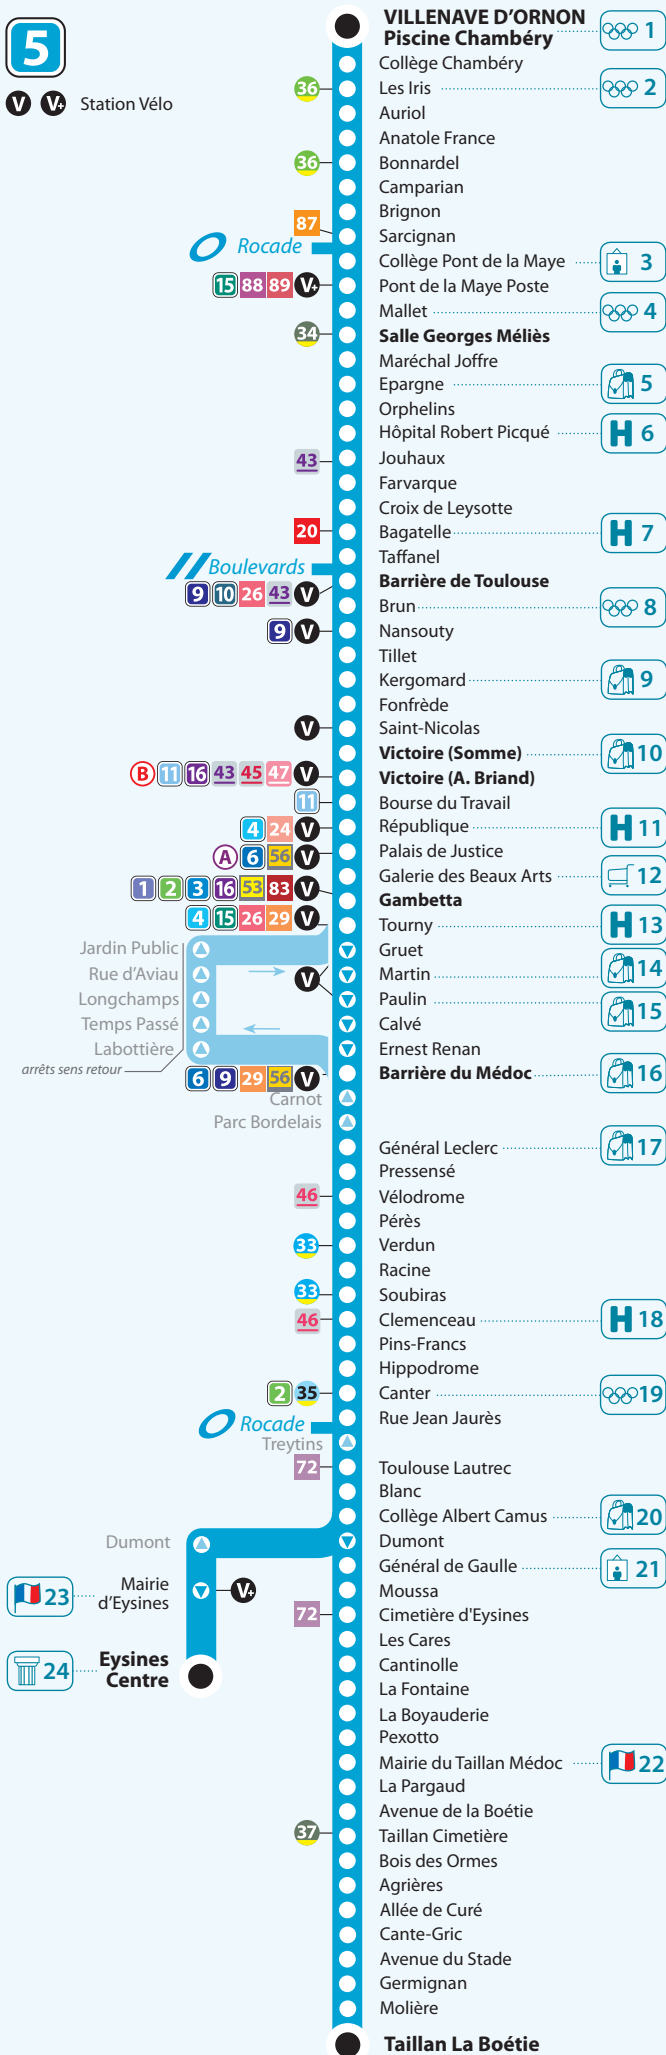 5
V V+ Station Vélo
VILLENAVE D'ORNON
Piscine Chambéry 1
Collège Chambéry
36 Les Iris 2
Auriol
Anatole France
36 Bonnardel
Camparian
Brignon
87 Sarcignan
Rocade
Collège Pont de la Maye 3
15 88 89 V+ Pont de la Maye Poste
Mallet 4
34 Salle Georges Méliès
Maréchal Joffre
Epargne 5
Orphelins
Hôpital Robert Picqué H 6
43 Jouhaux
Farvarque
Croix de Leysotte
20 Bagatelle H 7
Taffanel
Boulevards
9 10 26 43 V Barrière de Toulouse
Brun 8
9 V Nansouty
Tillet
Kergomard 9
Fonfrède
V Saint-Nicolas
Victoire (Somme) 10
B 11 16 43 45 47 V Victoire (A. Briand)
11 Bourse du Travail
4 24 V République H 11
A 6 56 V Palais de Justice
Galerie des Beaux Arts 12
1 2 3 16 53 83 V Gambetta
4 15 26 29 V Tourny H 13
Jardin Public Gruet
Rue d'Aviau V Martin 14
Longchamps Paulin 15
Temps Passé Calvé
Labottière Ernest Renan
arrêts sens retour
6 9 29 56 V Barrière du Médoc 16
Carnot
Parc Bordelais
Général Leclerc 17
Pressensé
46 Vélodrome
Pérès
33 Verdun
Racine
33 Soubiras
46 Clemenceau H 18
Pins-Francs
Hippodrome
2 35 Canter 19
Rocade Rue Jean Jaurès
Treytins
72 Toulouse Lautrec
Blanc
Collège Albert Camus 20
Dumont Dumont
Général de Gaulle 21
23 Mairie
d'Eysines V+ Moussa
72 Cimetière d'Eysines
Les Cares
24 Eysines
Centre
Cantinolle
La Fontaine
La Boyauderie
Pexotto
Mairie du Taillan Médoc 22
La Pargaud
Avenue de la Boétie
37 Taillan Cimetière
Bois des Ormes
Agrières
Allée de Curé
Cante-Gric
Avenue du Stade
Germignan
Molière
Taillan La Boétie